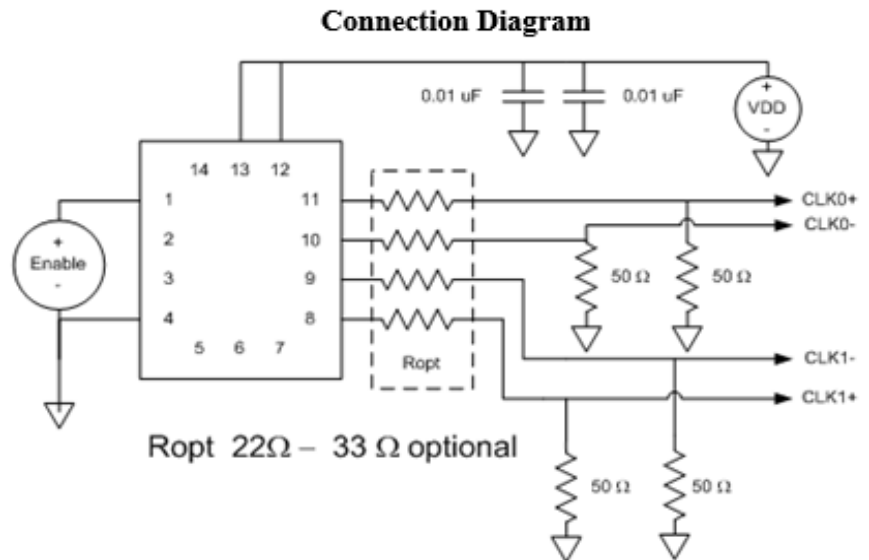 Connection Diagram
0.01 uF
0.01 uF
+
VDD
-
14 13 12
1
11
CLK0+
+
Enable
-
2
10
CLK0-
3
9
50 Ω
50 Ω
4
8
5 6 7
Ropt
CLK1-
CLK1+
Ropt 22Ω – 33 Ω optional
50 Ω
50 Ω